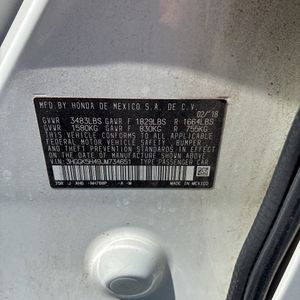 MFD. BY HONDA DE MEXICO S.A. DE C.V.
02/'18
GVWR 3483LBS GAWR F 1829LBS R 1664LBS
GVWR 1580KG GAWR F 830KG R 755KG
THIS VEHICLE CONFORMS TO ALL APPLICABLE
FEDERAL MOTOR VEHICLE SAFETY, BUMPER
AND THEFT PREVENTION STANDARDS IN EFFECT
ON THE DATE OF MANUFACTURE SHOWN ABOVE.
V.I.N: TYPE:PASSENGER CAR
-A -W
MADE
IN MEXICO